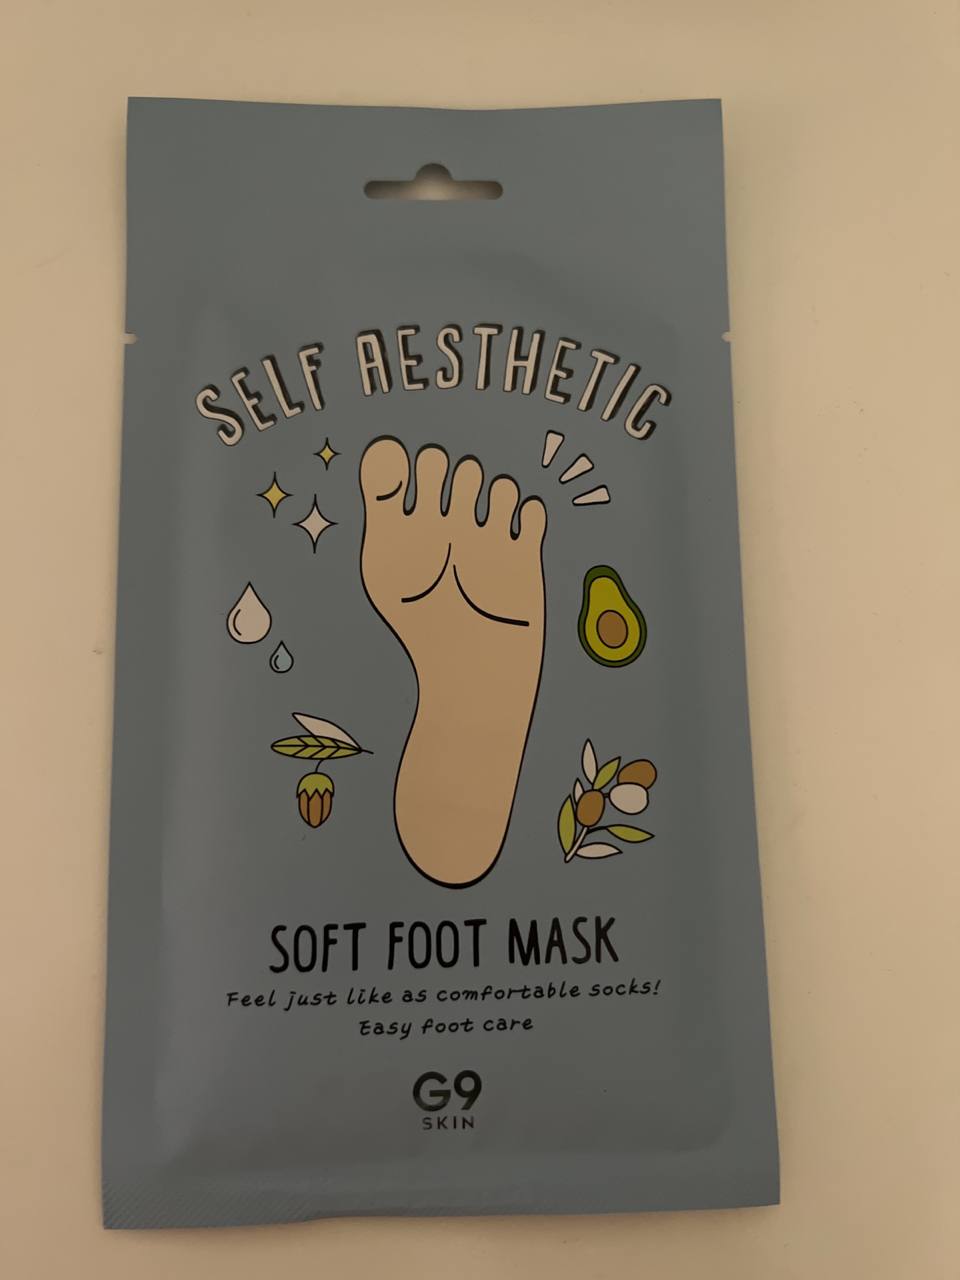 SELF AESTHETIC
SOFT FOOT MASK
Feel just like as comfortable socks!
Easy foot care
G9
SKIN